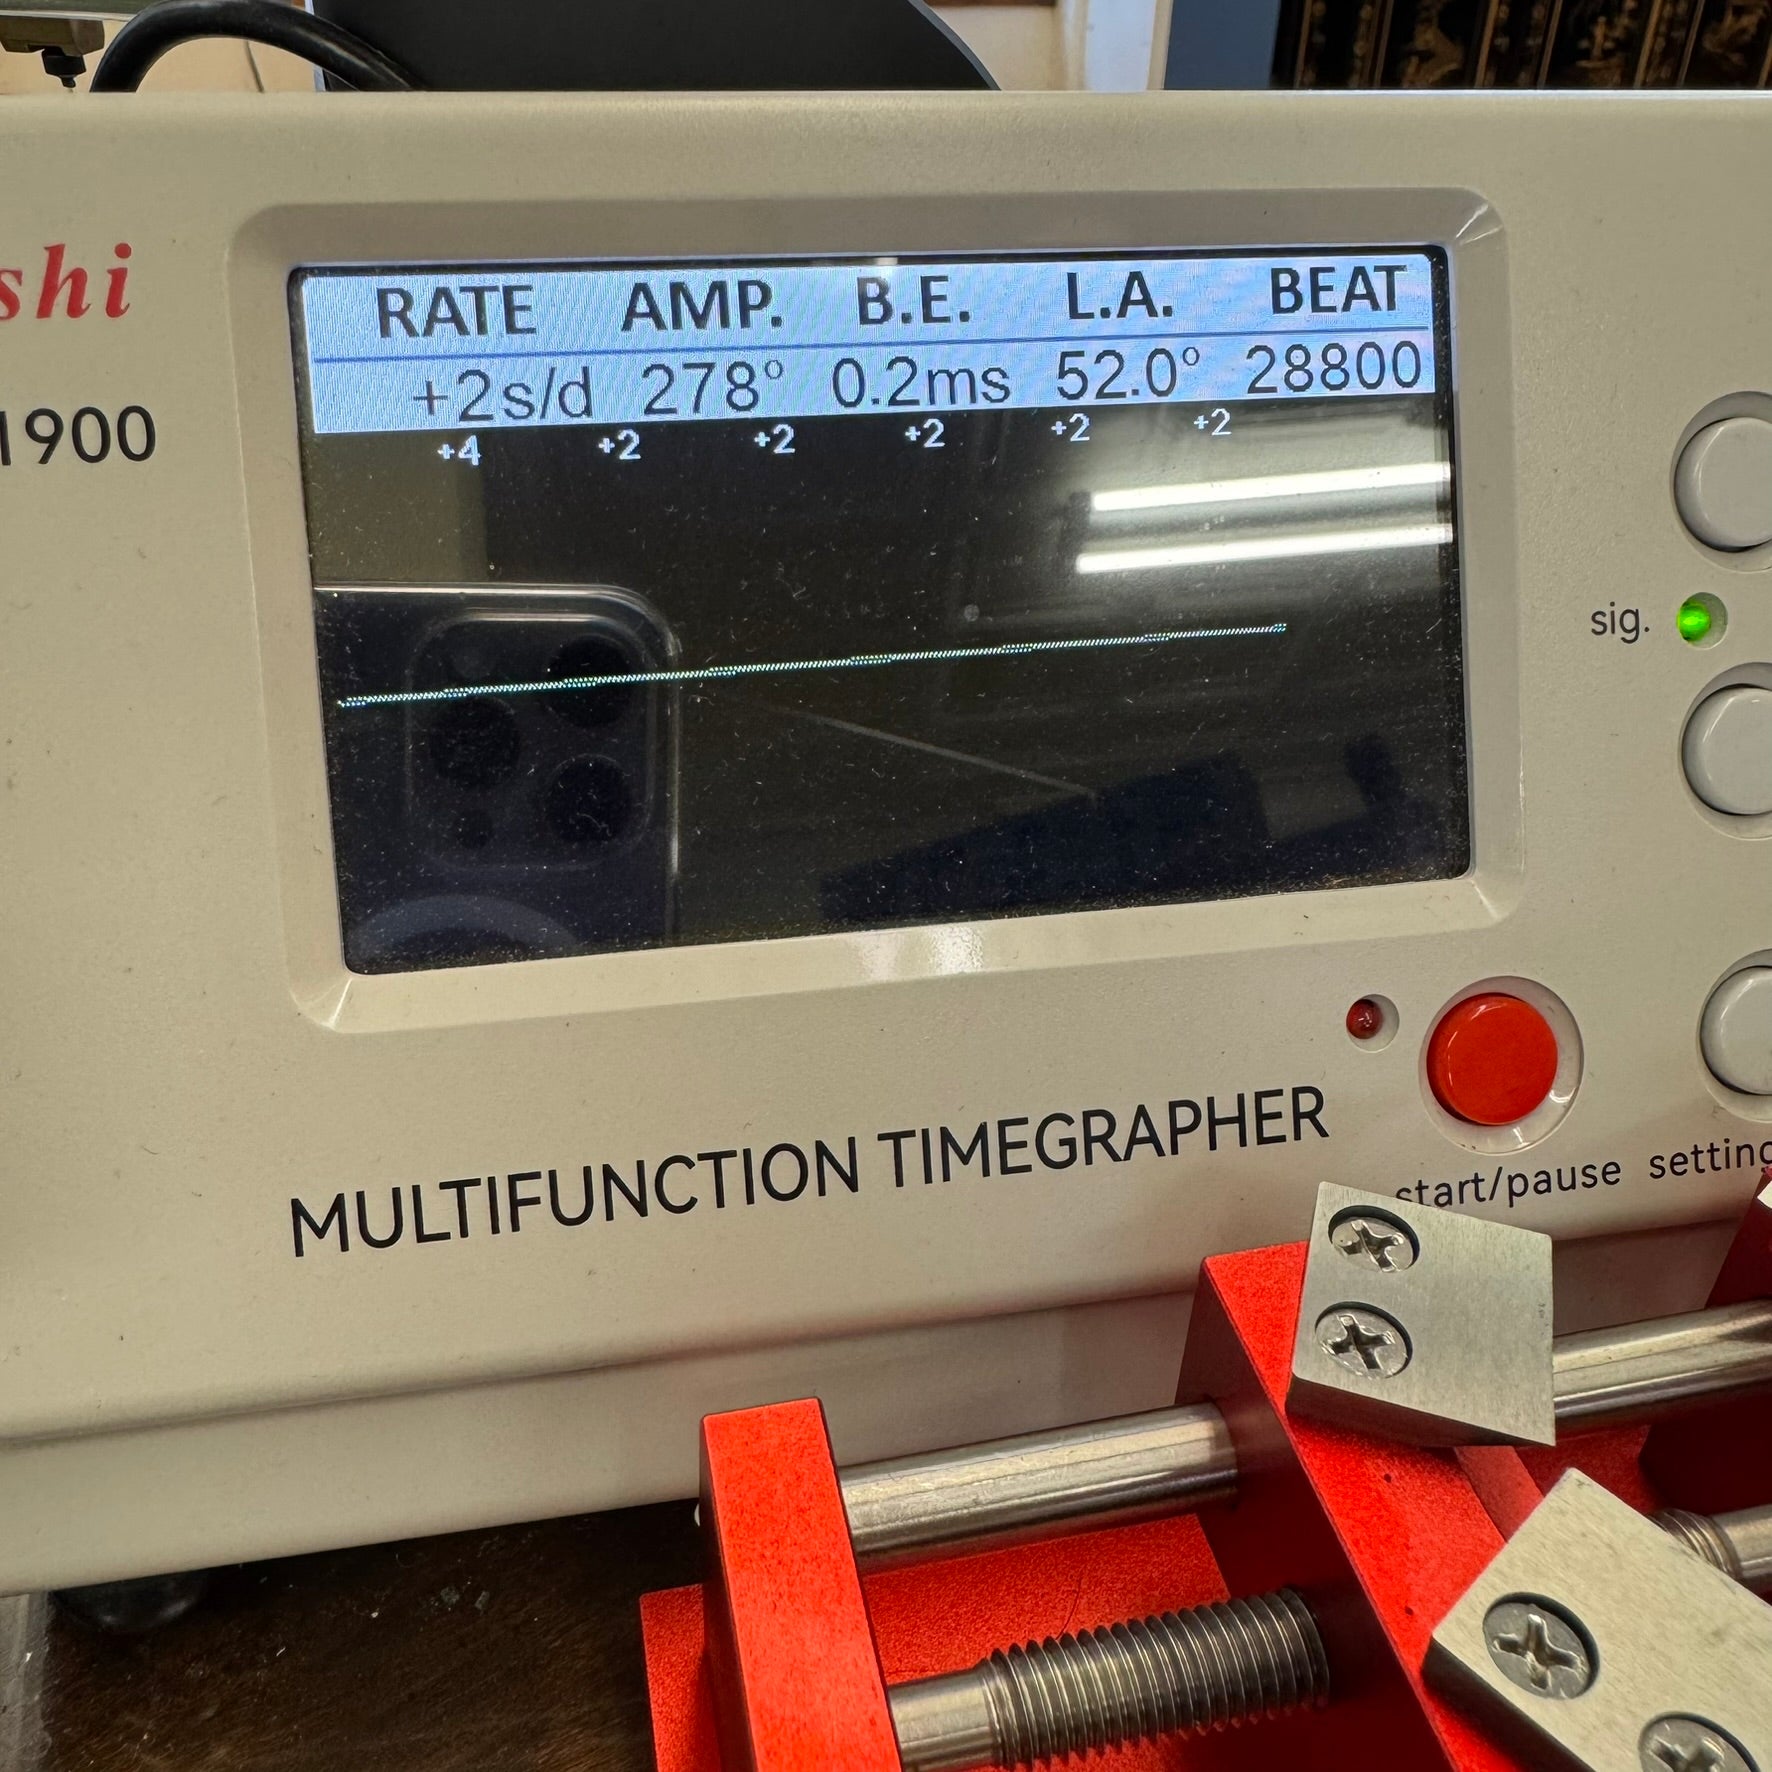 RATE AMP. B.E. L.A. BEAT
+2s/d 278° 0.2ms 52.0° 28800
+4 +2 +2 +2 +2 +2
shi
1900
sig.
MULTIFUNCTION TIMEGRAPHER
start/pause setting